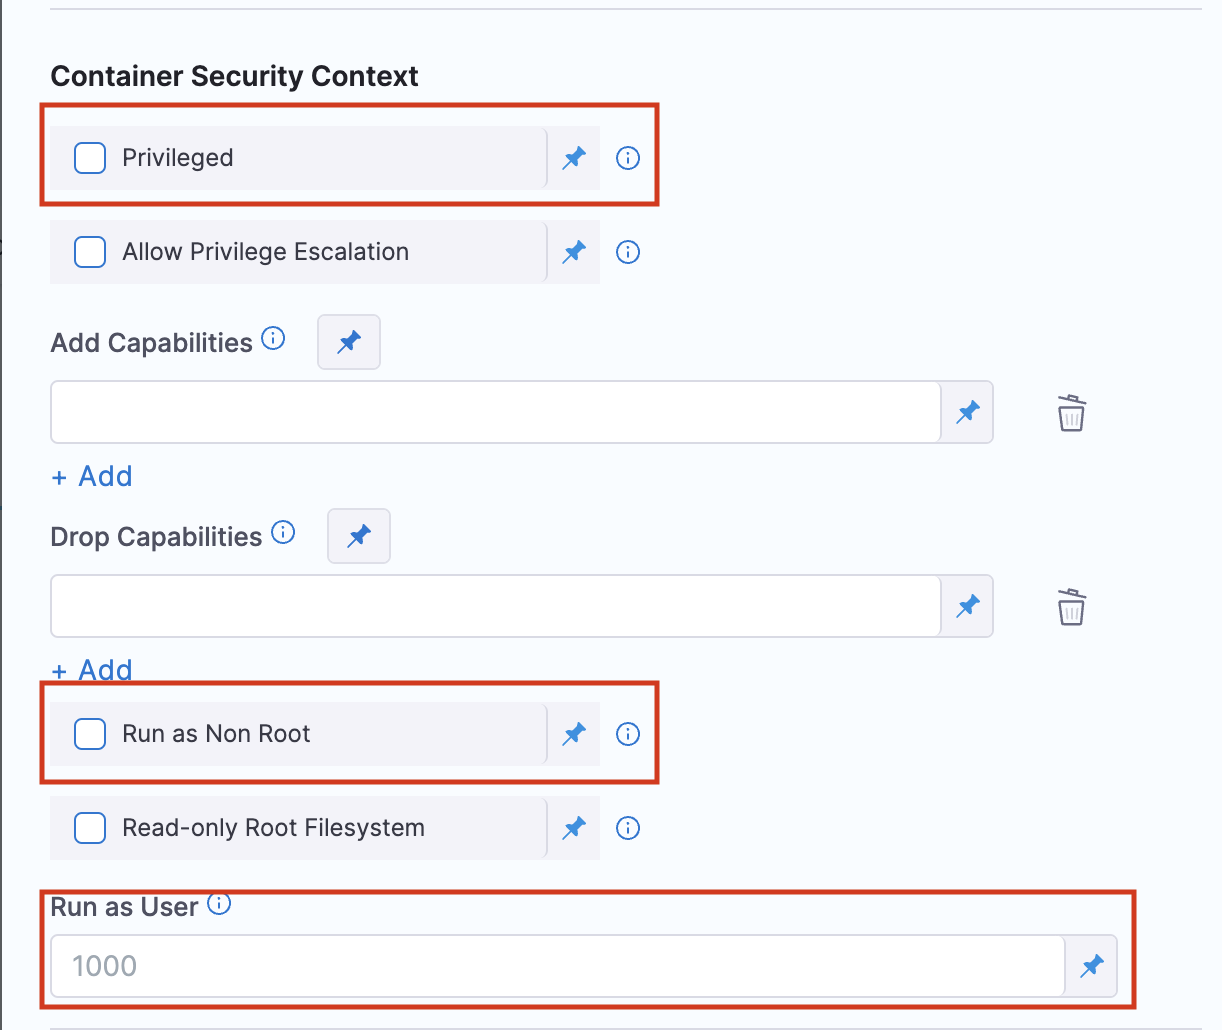 Container Security Context
Privileged
Allow Privilege Escalation
Add Capabilities
+ Add
Drop Capabilities
+ Add
Run as Non Root
Read-only Root Filesystem
Run as User
1000